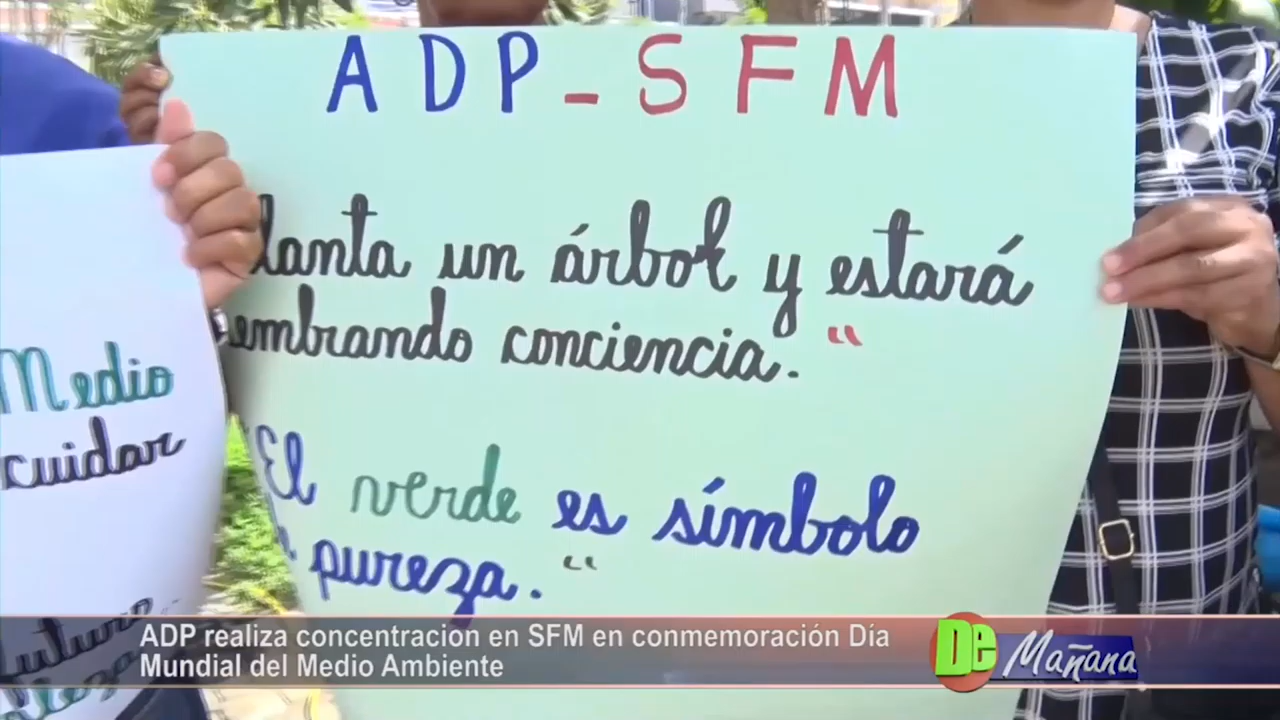 ADP-SFM
lanta un árbol y estará
embrando conciencia."
El verde es símbolo
pureza."
Medio
cuidar
ADP realiza concentracion en SFM en conmemoración Día
Mundial del Medio Ambiente
De Mañana